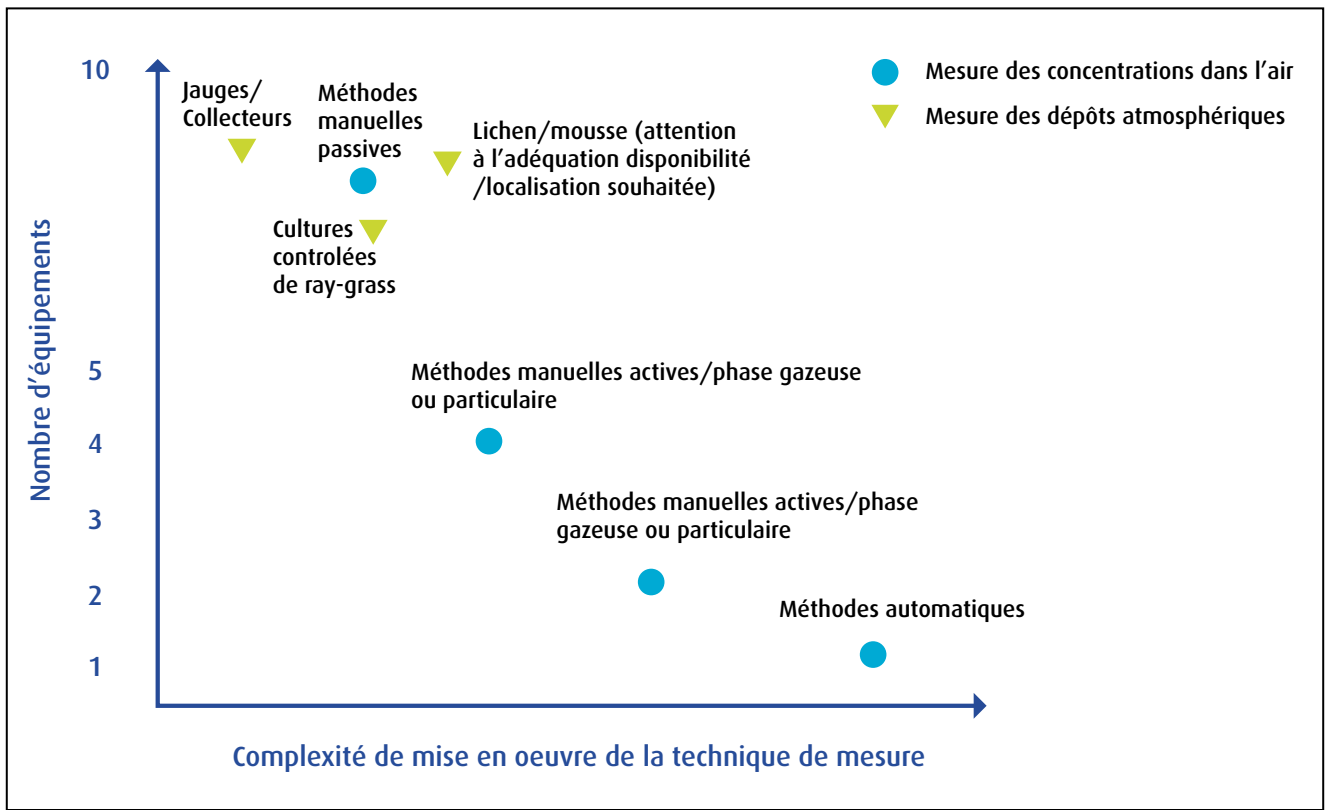 10
Jauges/
Collecteurs
Méthodes
manuelles
passives
Lichen/mousse (attention
à l'adéquation disponibilité
/localisation souhaitée)
Mesure des concentrations dans l'air
Mesure des dépôts atmosphériques
Cultures
controlées
de ray-grass
Nombre d'équipements
5
Méthodes manuelles actives/phase gazeuse
ou particulaire
4
Méthodes manuelles actives/phase
gazeuse ou particulaire
3
2
Méthodes automatiques
1
Complexité de mise en oeuvre de la technique de mesure